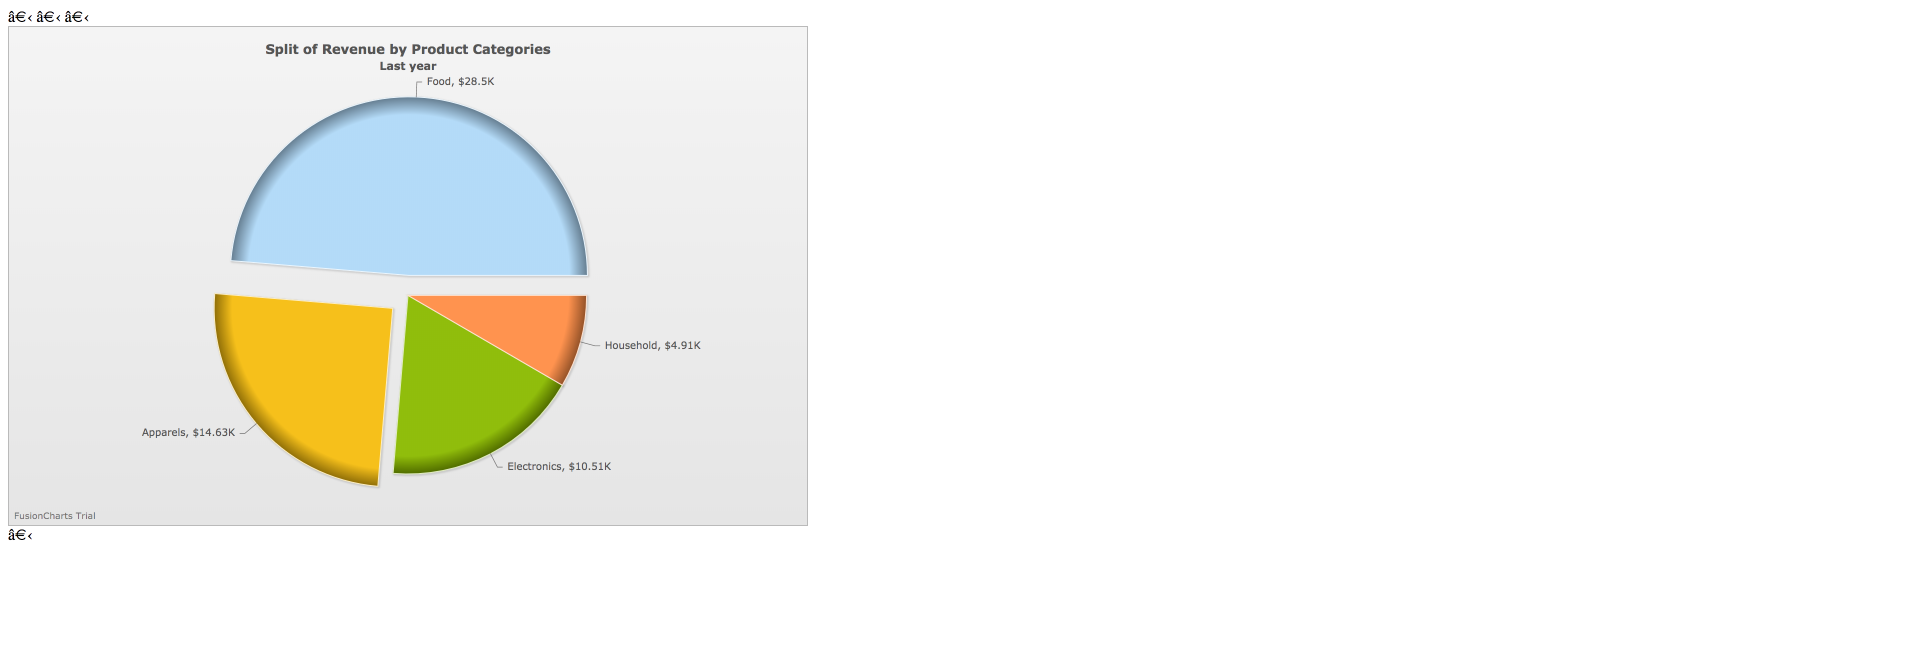 â€‹ â€‹ â€‹
Split of Revenue by Product Categories
Last year
Food, $28.5K
Household, $4.91K
Apparels, $14.63K
Electronics, $10.51K
FusionCharts Trial
â€‹